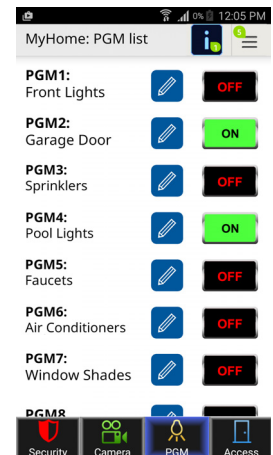 0% 12:05 PM
MyHome: PGM list
i
5
PGM1:
Front Lights
OFF
PGM2:
Garage Door
ON
PGM3:
Sprinklers
OFF
PGM4:
Pool Lights
ON
PGM5:
Faucets
OFF
PGM6:
Air Conditioners
OFF
PGM7:
Window Shades
OFF
PGM8
Security Camera PGM Access